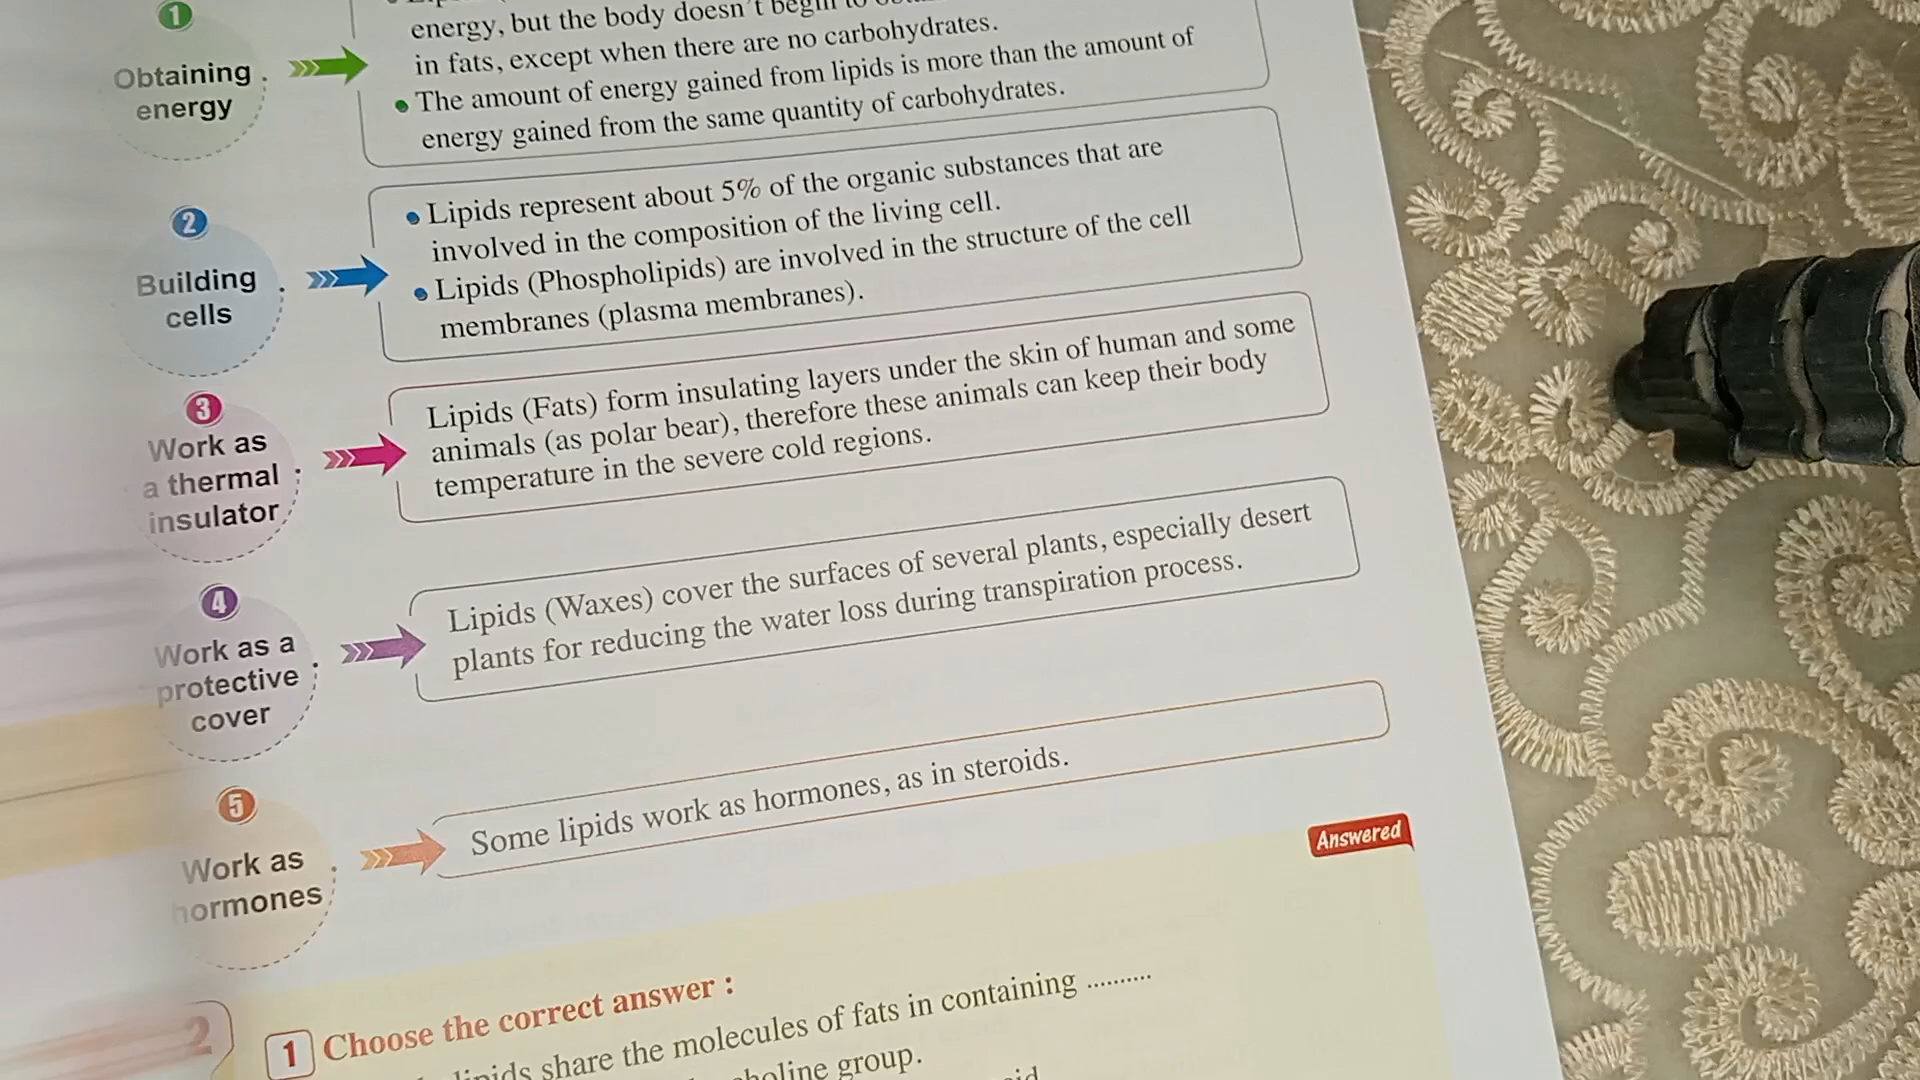 1
Obtaining
energy
energy, but the body doesn't begin to
in fats, except when there are no carbohydrates.
• The amount of energy gained from lipids is more than the amount of
energy gained from the same quantity of carbohydrates.
2
Building
cells
• Lipids represent about 5% of the organic substances that are
involved in the composition of the living cell.
• Lipids (Phospholipids) are involved in the structure of the cell
membranes (plasma membranes).
3
Work as
a thermal
insulator
Lipids (Fats) form insulating layers under the skin of human and some
animals (as polar bear), therefore these animals can keep their body
temperature in the severe cold regions.
4
Work as a
protective
cover
Lipids (Waxes) cover the surfaces of several plants, especially desert
plants for reducing the water loss during transpiration process.
5
Work as
hormones
Some lipids work as hormones, as in steroids.
Answered
2
1 Choose the correct answer :
share the molecules of fats in containing ..........
group.